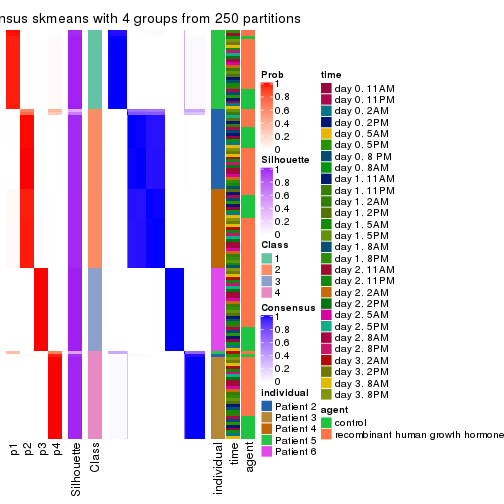 nsus skmeans with 4 groups from 250 partitions
p1
p2
p3
p4
Silhouette
Class
individual
time
agent
Prob
1
0.8
0.6
0.4
0.2
0
Silhouette
1
0.8
0.6
0.4
0.2
0
Class
1
2
3
4
Consensus
1
0.8
0.6
0.4
0.2
0
individual
Patient 2
Patient 3
Patient 4
Patient 5
Patient 6
time
day 0. 11AM
day 0. 11PM
day 0. 2AM
day 0. 2PM
day 0. 5AM
day 0. 5PM
day 0. 8 PM
day 0. 8AM
day 1. 11AM
day 1. 11PM
day 1. 2AM
day 1. 2PM
day 1. 5AM
day 1. 5PM
day 1. 8AM
day 1. 8PM
day 2. 11AM
day 2. 11PM
day 2. 2AM
day 2. 2PM
day 2. 5AM
day 2. 5PM
day 2. 8AM
day 2. 8PM
day 3. 2AM
day 3. 2PM
day 3. 8AM
day 3. 8PM
agent
control
recombinant human growth hormone